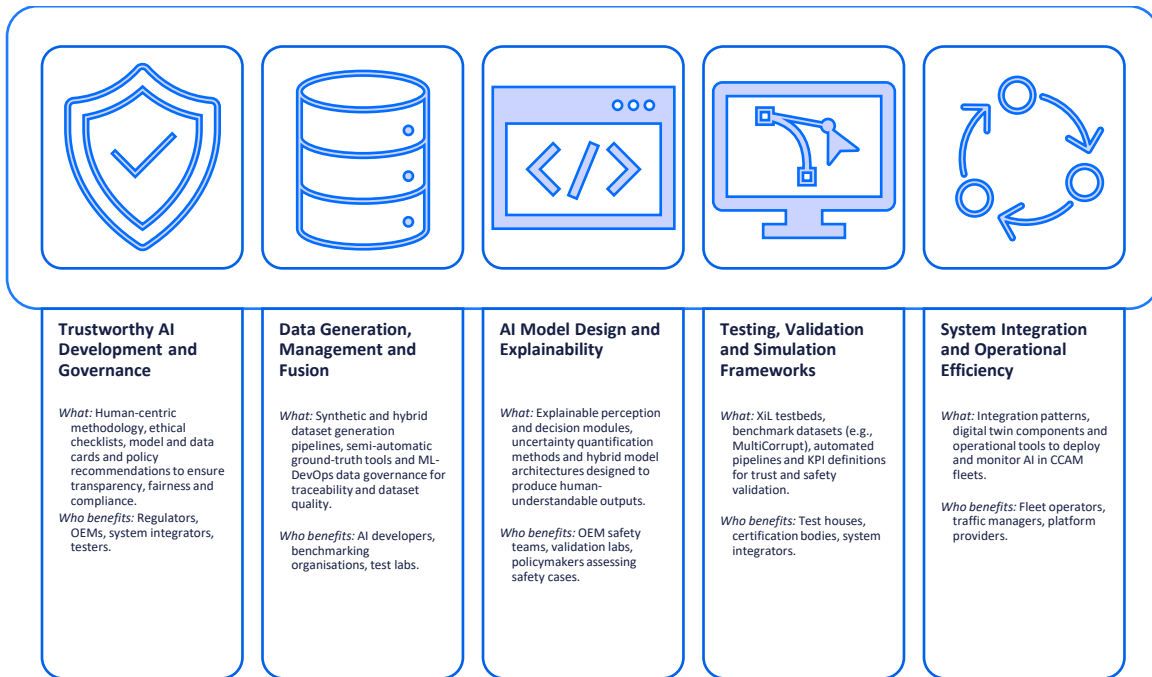 Trustworthy AI
Development and
Governance
What: Human-centric
methodology, ethical
checklists, model and data
cards and policy
recommendations to ensure
transparency, fairness and
compliance.
Who benefits: Regulators,
OEMs, system integrators,
testers.
Data Generation,
Management and
Fusion
What: Synthetic and hybrid
dataset generation
pipelines, semi-automatic
ground-truth tools and ML-
DevOps data governance for
traceability and dataset
quality.
Who benefits: AI developers,
benchmarking
organisations, test labs.
AI Model Design and
Explainability
What: Explainable perception
and decision modules,
uncertainty quantification
methods and hybrid model
architectures designed to
produce human-
understandable outputs.
Who benefits: OEM safety
teams, validation labs,
policymakers assessing
safety cases.
Testing, Validation
and Simulation
Frameworks
What: XiL testbeds,
benchmark datasets (e.g.,
MultiCorrupt), automated
pipelines and KPI definitions
for trust and safety
validation.
Who benefits: Test houses,
certification bodies, system
integrators.
System Integration
and Operational
Efficiency
What: Integration patterns,
digital twin components and
operational tools to deploy
and monitor AI in CCAM
fleets.
Who benefits: Fleet operators,
traffic managers, platform
providers.